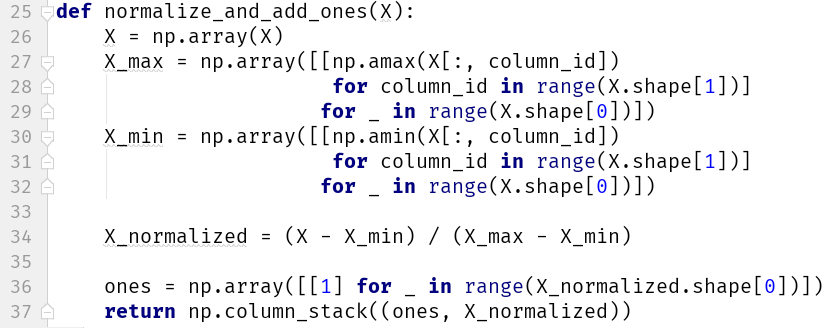 25 def normalize_and_add_ones(X):
26     X = np.array(X)
27     X_max = np.array([[np.amax(X[:, column_id])
28                        for column_id in range(X.shape[1])]
29                       for _ in range(X.shape[0])])
30     X_min = np.array([[np.amin(X[:, column_id])
31                        for column_id in range(X.shape[1])]
32                       for _ in range(X.shape[0])])
33
34     X_normalized = (X - X_min) / (X_max - X_min)
35
36     ones = np.array([[1] for _ in range(X_normalized.shape[0])])
37     return np.column_stack((ones, X_normalized))